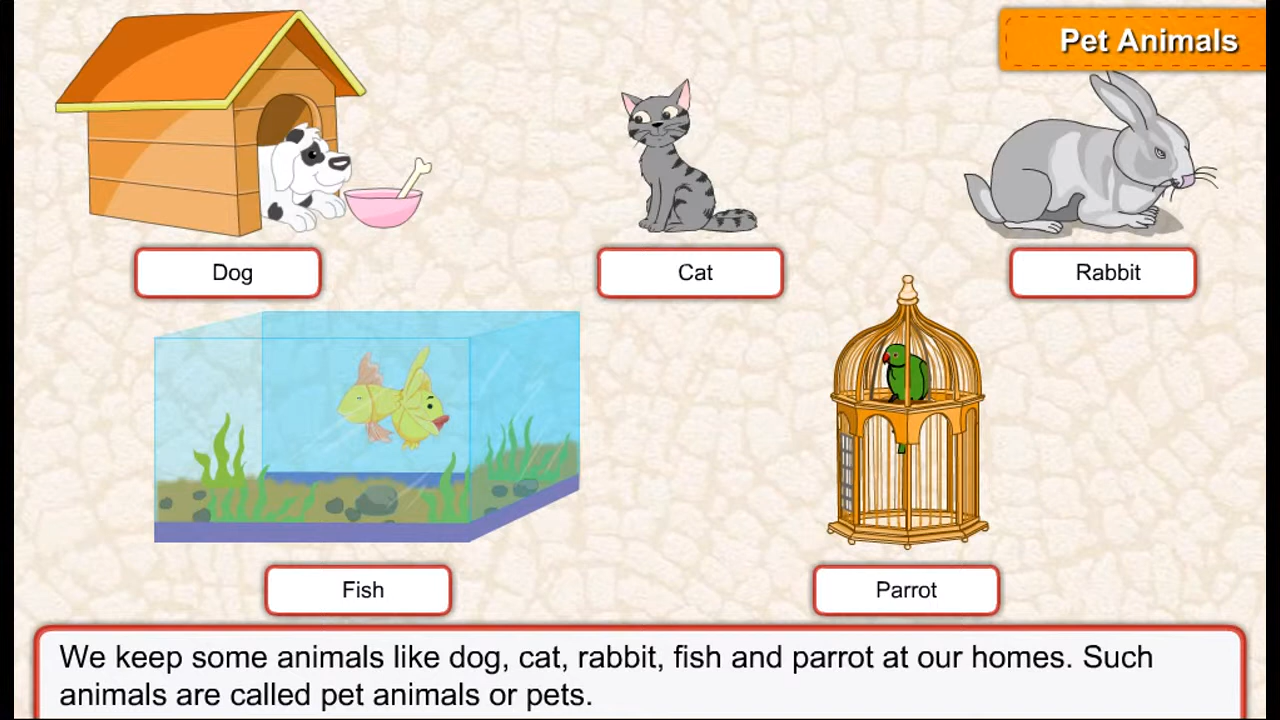 Pet Animals
Dog
Cat
Rabbit
Fish
Parrot
We keep some animals like dog, cat, rabbit, fish and parrot at our homes. Such
animals are called pet animals or pets.